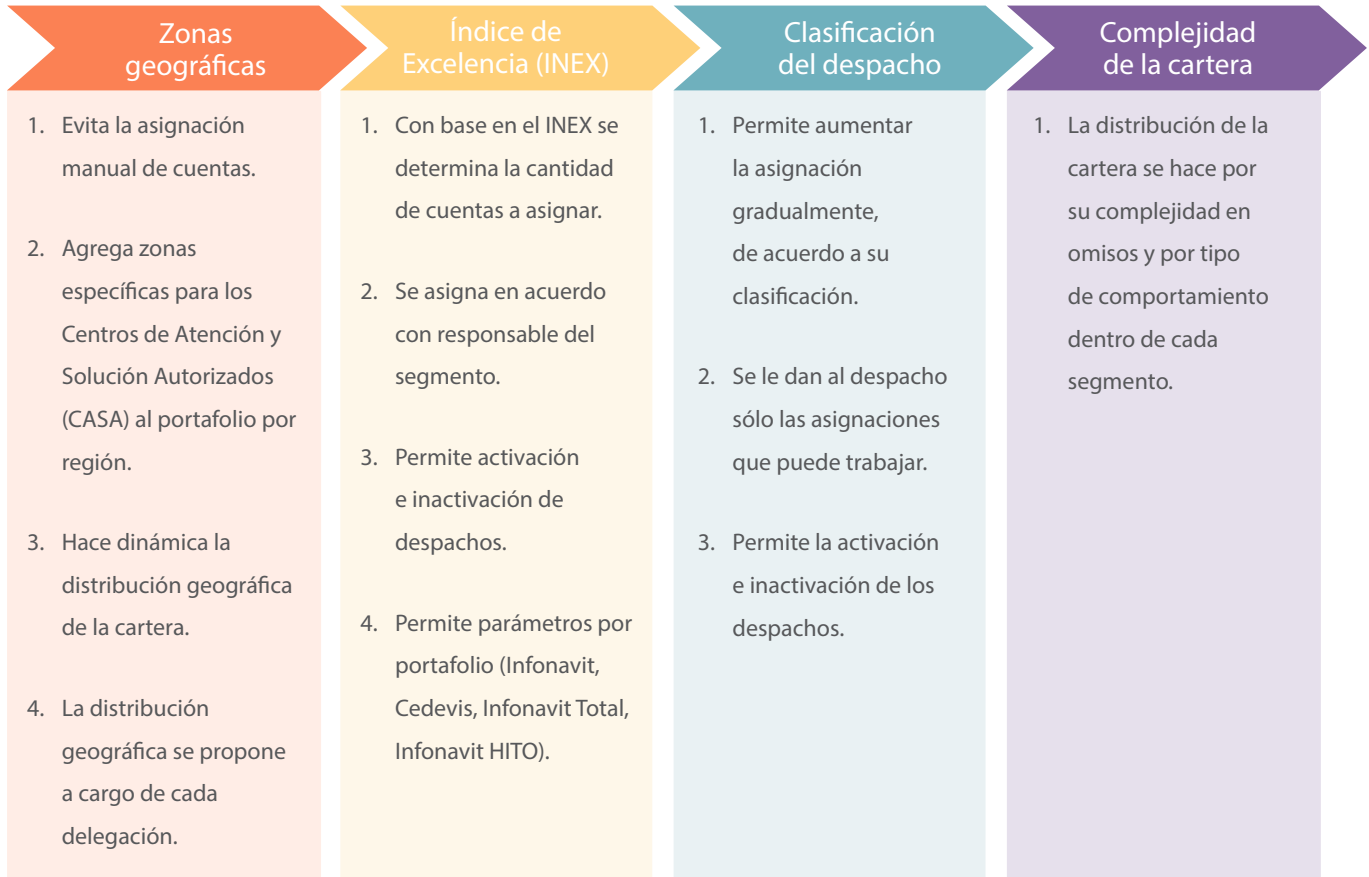 Zonas
geográficas
1. Evita la asignación
manual de cuentas.
2. Agrega zonas
específicas para los
Centros de Atención y
Solución Autorizados
(CASA) al portafolio por
región.
3. Hace dinámica la
distribución geográfica
de la cartera.
4. La distribución
geográfica se propone
a cargo de cada
delegación.
Índice de
Excelencia (INEX)
1. Con base en el INEX se
determina la cantidad
de cuentas a asignar.
2. Se asigna en acuerdo
con responsable del
segmento.
3. Permite activación
e inactivación de
despachos.
4. Permite parámetros por
portafolio (Infonavit,
Cedevis, Infonavit Total,
Infonavit HITO).
Clasificación
del despacho
1. Permite aumentar
la asignación
gradualmente,
de acuerdo a su
clasificación.
2. Se le dan al despacho
sólo las asignaciones
que puede trabajar.
3. Permite la activación
e inactivación de los
despachos.
Complejidad
de la cartera
1. La distribución de la
cartera se hace por
su complejidad en
omisos y por tipo
de comportamiento
dentro de cada
segmento.